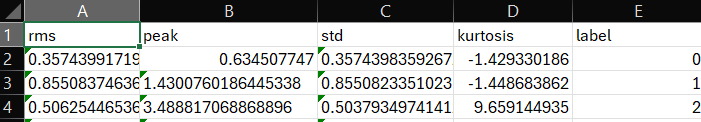 A B C D E
1 rms peak std kurtosis label
2 0.35743991719 0.634507747 0.3574398359267 -1.429330186 0
3 0.85508374636 1.4300760186445338 0.8550823351023 -1.448683862 1
4 0.50625446536 3.488817068868896 0.5037934974141 9.659144935 2